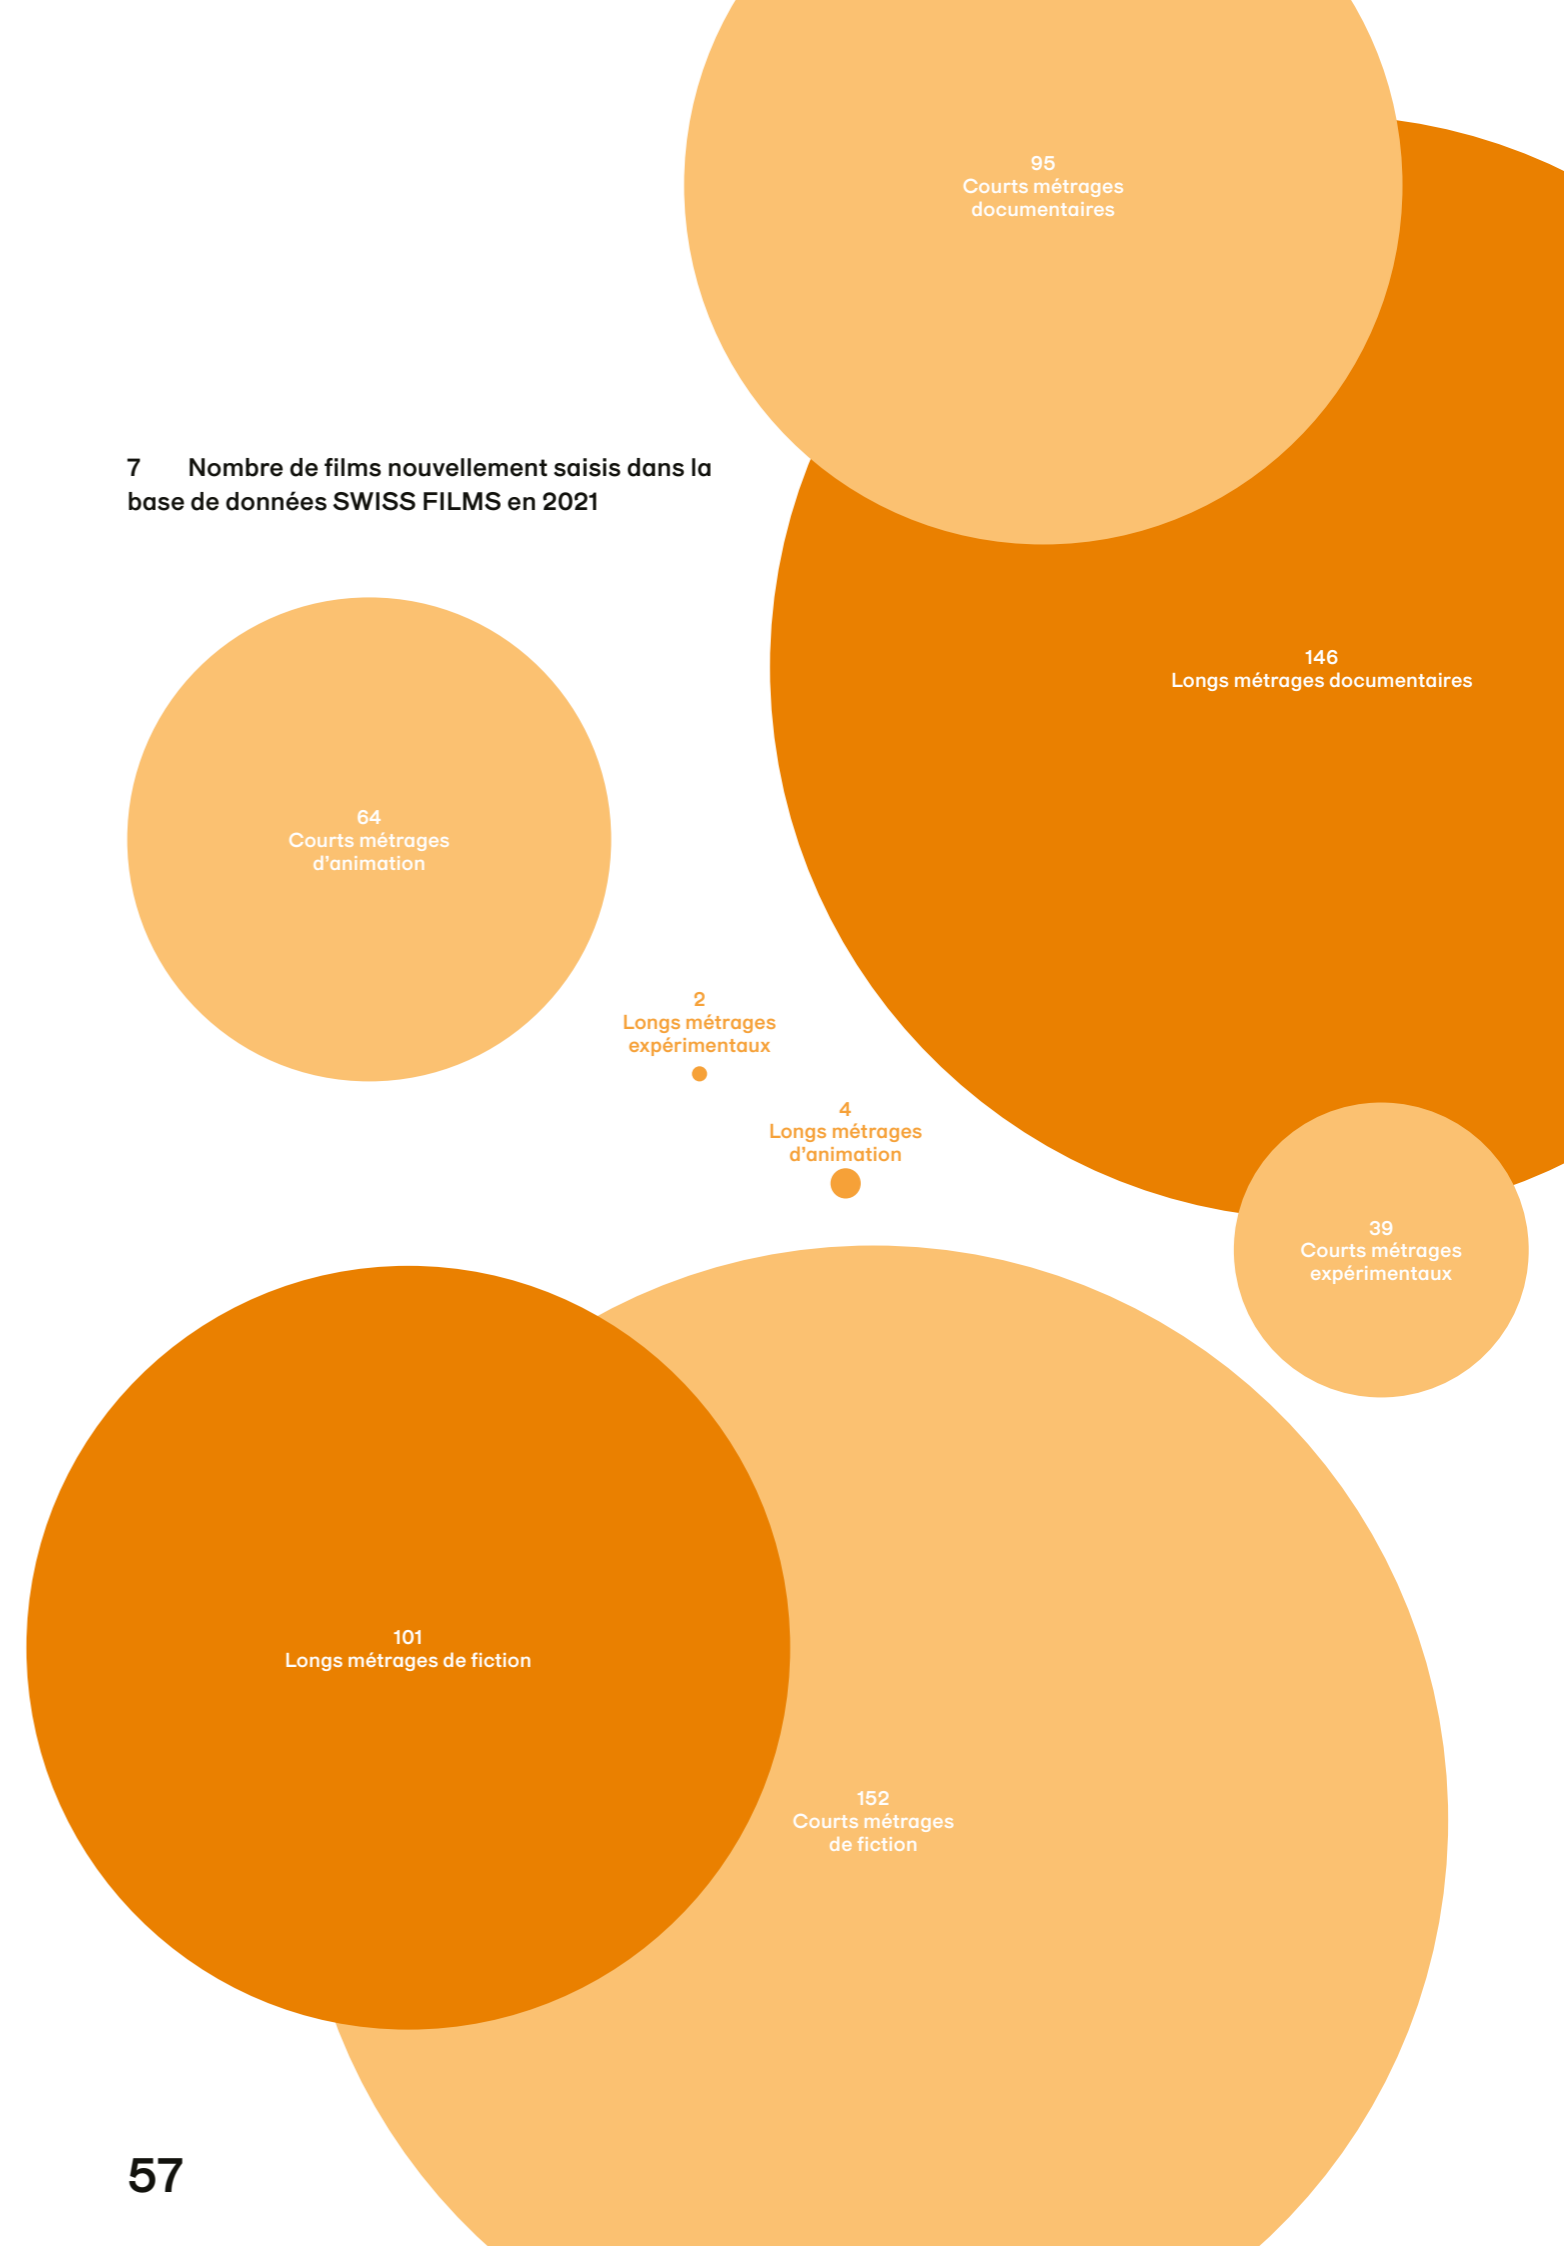 95
Courts métrages
documentaires
7 Nombre de films nouvellement saisis dans la
base de données SWISS FILMS en 2021
146
Longs métrages documentaires
64
Courts métrages
d’animation
2
Longs métrages
expérimentaux
4
Longs métrages
d’animation
39
Courts métrages
expérimentaux
101
Longs métrages de fiction
152
Courts métrages
de fiction
57